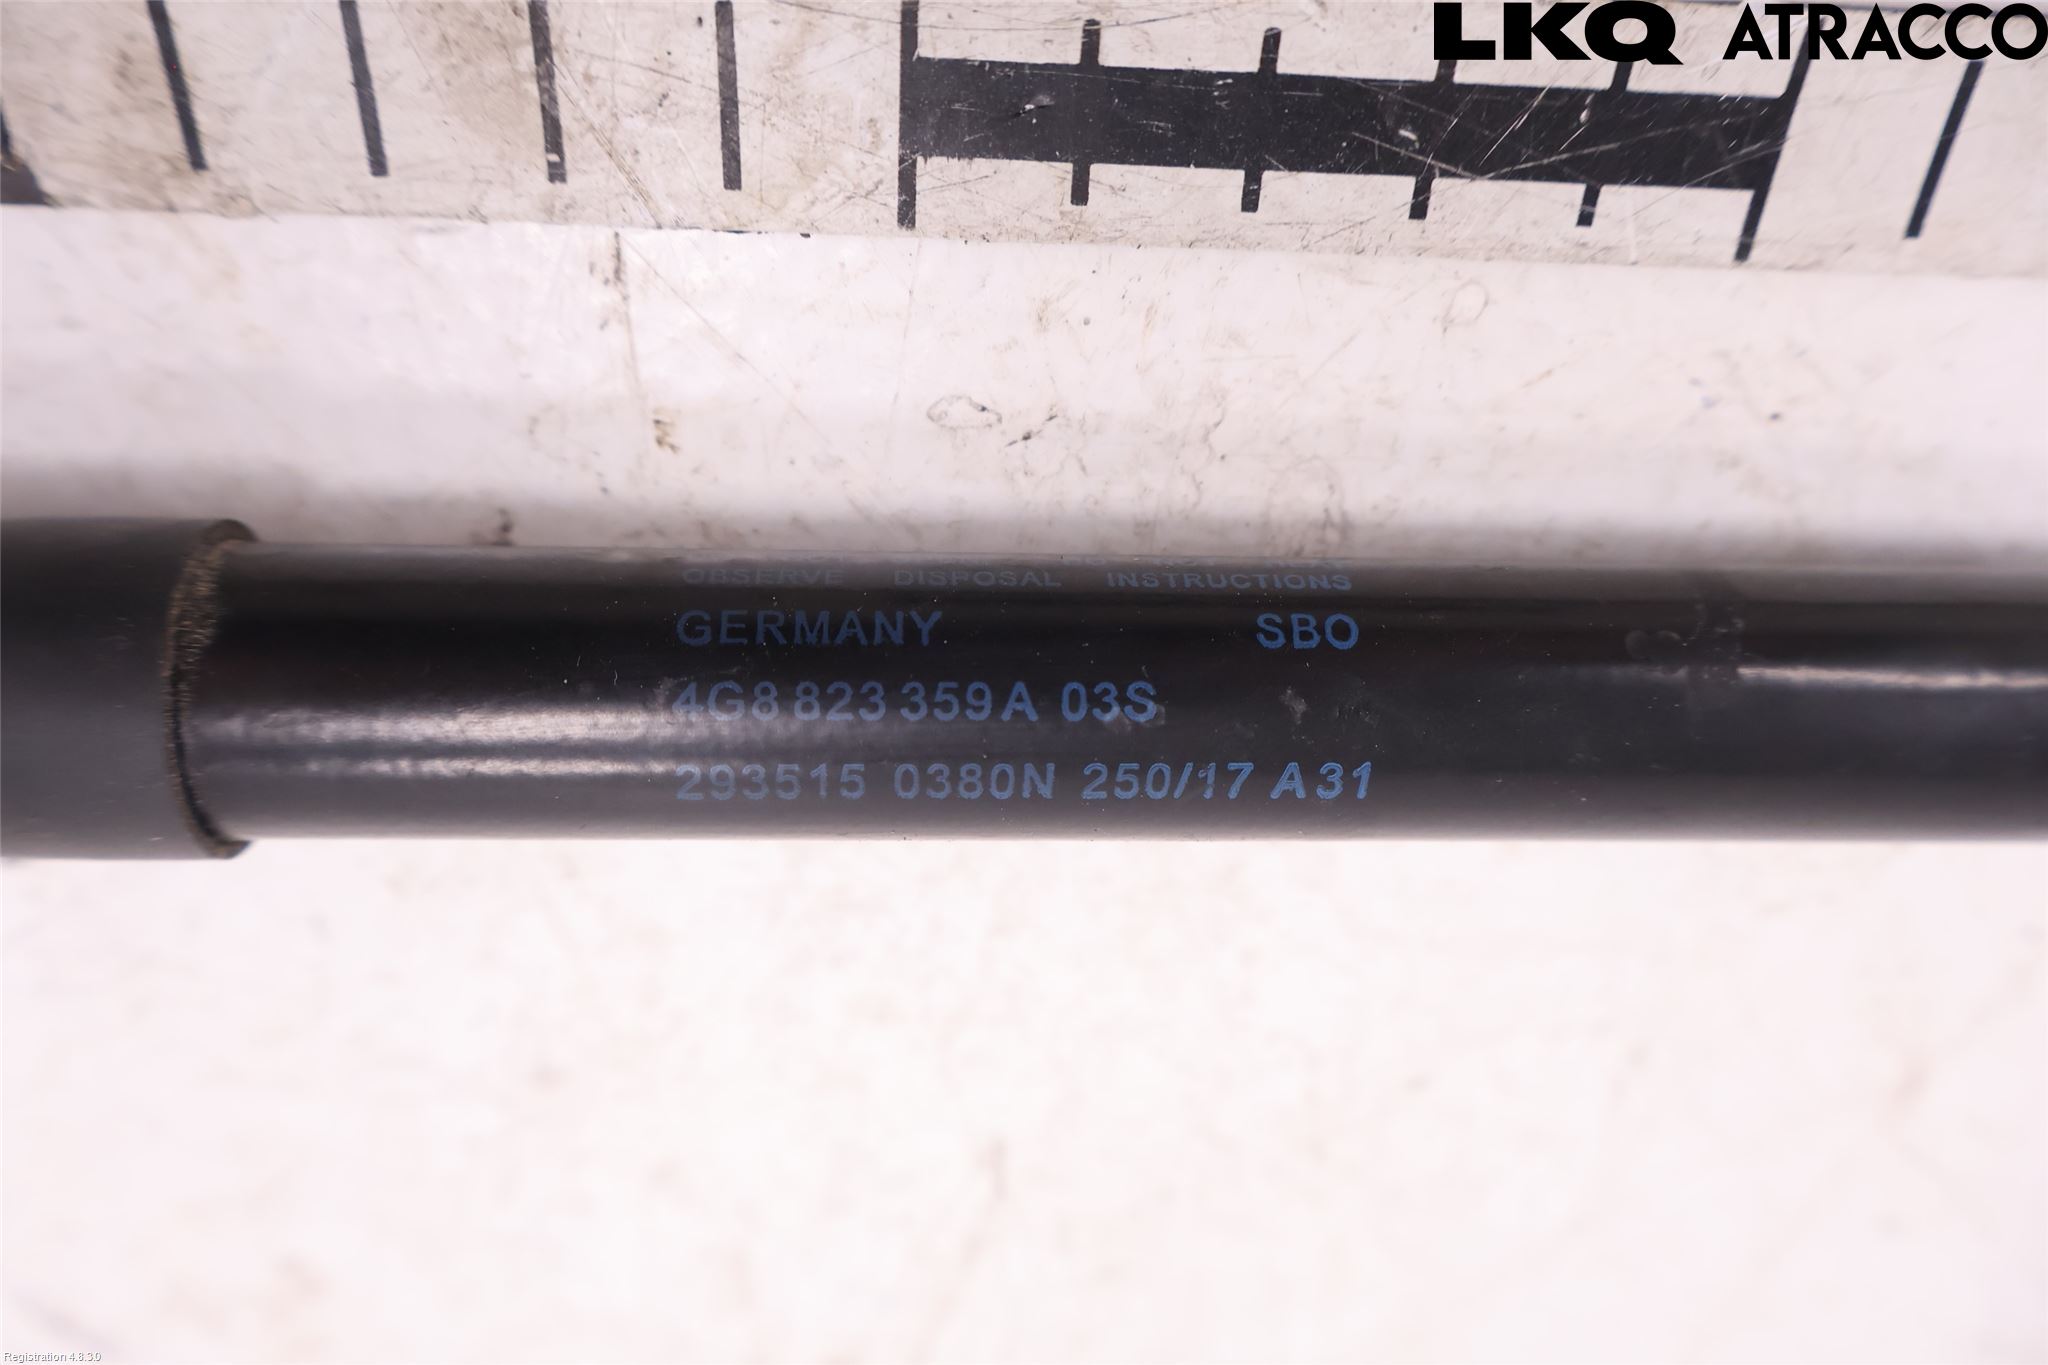 LKQ ATRACCO
OBSERVE DISPOSAL INSTRUCTIONS
GERMANY SBO
4G8 823 359 A 03S
293515 0380N 250/17 A31
Registration 4.8.3.0